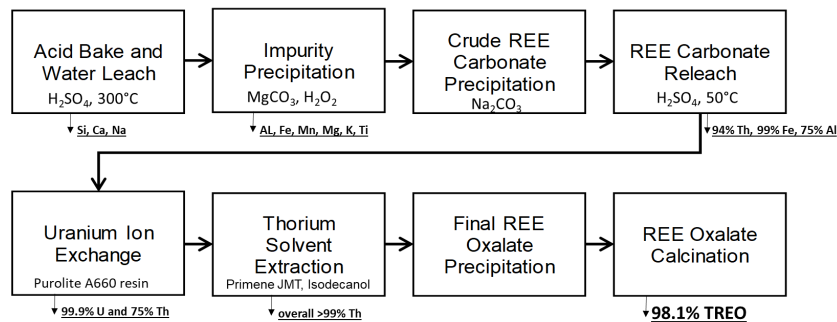 Acid Bake and
Water Leach
H₂SO₄, 300°C
Si, Ca, Na
Impurity
Precipitation
MgCO₃, H₂O₂
AL, Fe, Mn, Mg, K, Ti
Crude REE
Carbonate
Precipitation
Na₂CO₃
REE Carbonate
Releach
H₂SO₄, 50°C
94% Th, 99% Fe, 75% Al
Uranium Ion
Exchange
Purolite A660 resin
99.9% U and 75% Th
Thorium
Solvent
Extraction
Primene JMT, Isodecanol
overall >99% Th
Final REE
Oxalate
Precipitation
REE Oxalate
Calcination
98.1% TREO